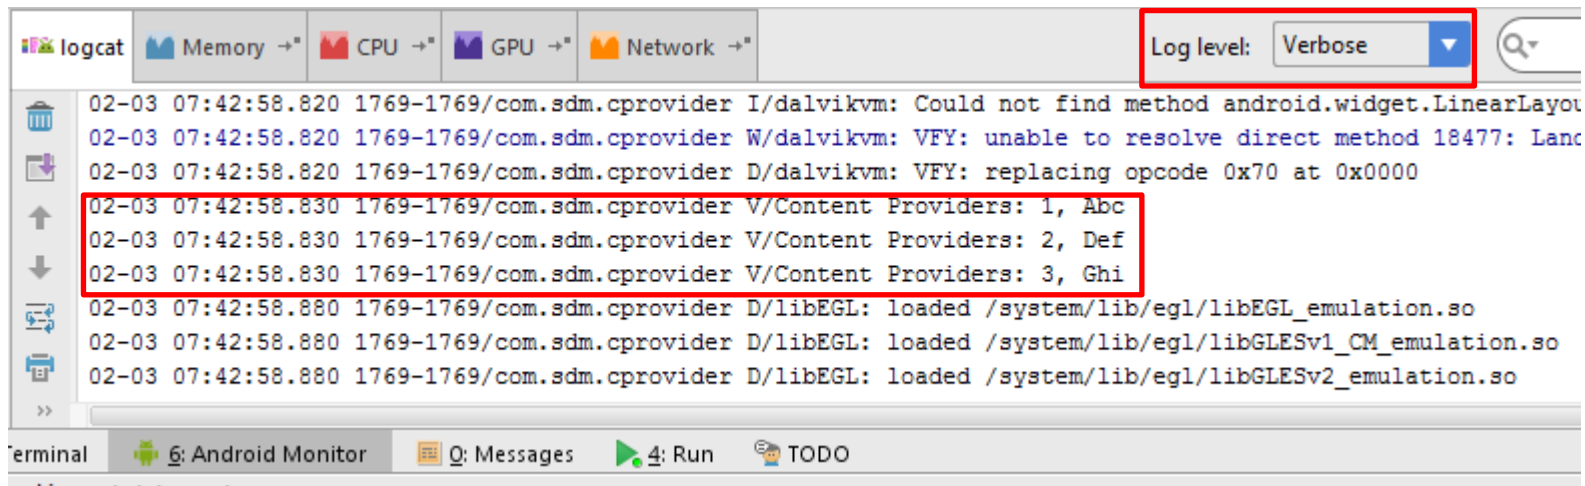 logcat Memory CPU GPU Network Log level: Verbose
02-03 07:42:58.820 1769-1769/com.sdm.cprovider I/dalvikvm: Could not find method android.widget.LinearLayou
02-03 07:42:58.820 1769-1769/com.sdm.cprovider W/dalvikvm: VFY: unable to resolve direct method 18477: Land
02-03 07:42:58.820 1769-1769/com.sdm.cprovider D/dalvikvm: VFY: replacing opcode 0x70 at 0x0000
02-03 07:42:58.830 1769-1769/com.sdm.cprovider V/Content Providers: 1, Abc
02-03 07:42:58.830 1769-1769/com.sdm.cprovider V/Content Providers: 2, Def
02-03 07:42:58.830 1769-1769/com.sdm.cprovider V/Content Providers: 3, Ghi
02-03 07:42:58.880 1769-1769/com.sdm.cprovider D/libEGL: loaded /system/lib/egl/libEGL_emulation.so
02-03 07:42:58.880 1769-1769/com.sdm.cprovider D/libEGL: loaded /system/lib/egl/libGLESv1_CM_emulation.so
02-03 07:42:58.880 1769-1769/com.sdm.cprovider D/libEGL: loaded /system/lib/egl/libGLESv2_emulation.so
Terminal 6: Android Monitor 0: Messages 4: Run TODO